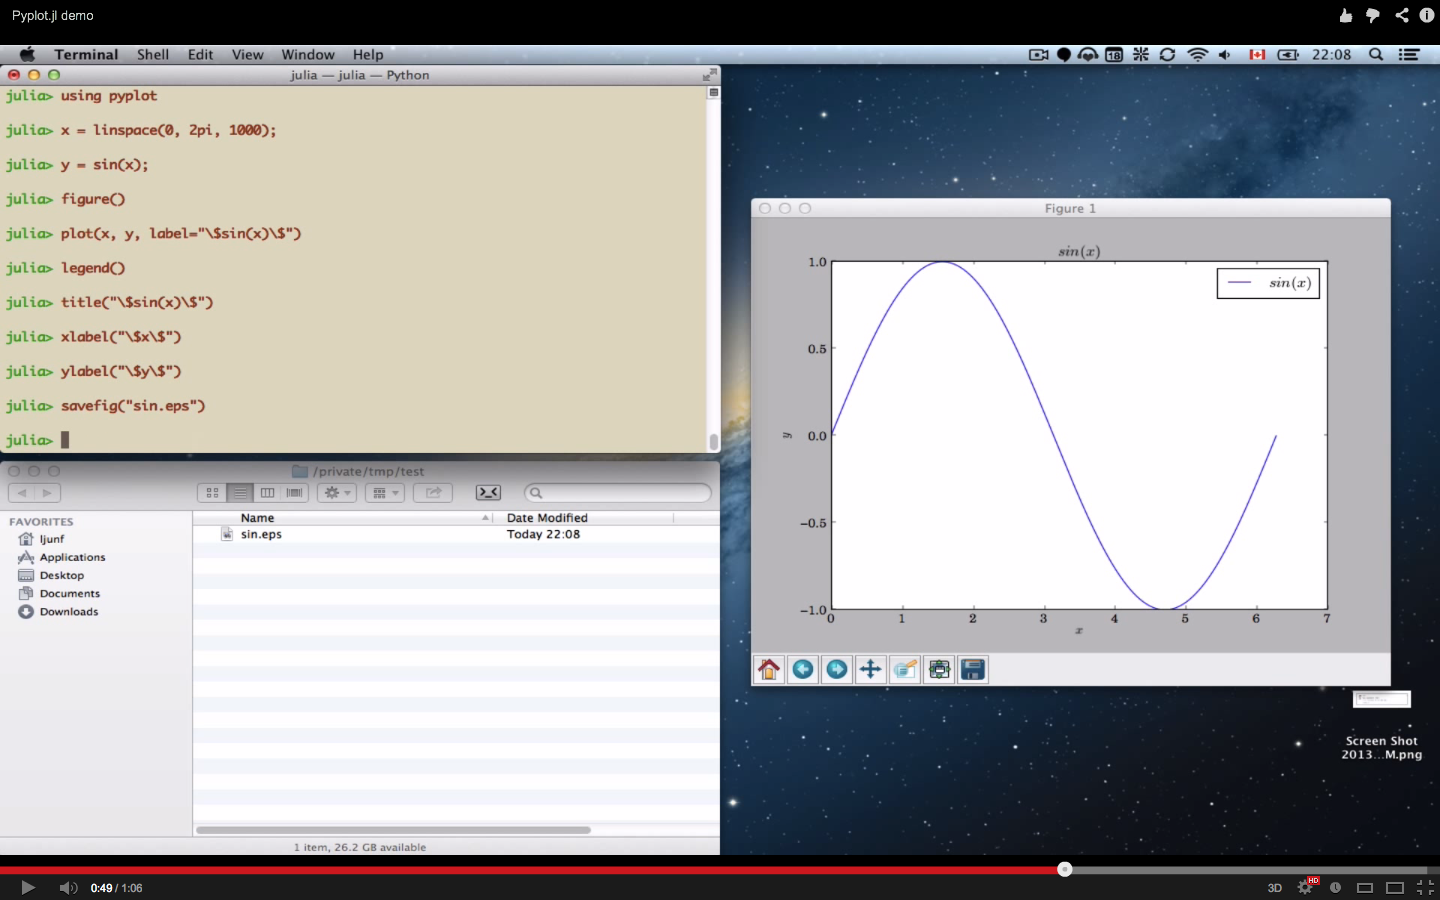 Pyplot.jl demo
Terminal Shell Edit View Window Help
18
22:08
julia — julia — Python
julia> using pyplot
julia> x = linspace(0, 2pi, 1000);
julia> y = sin(x);
julia> figure()
julia> plot(x, y, label="\$sin(x)\$")
julia> legend()
julia> title("\$sin(x)\$")
julia> xlabel("\$x\$")
julia> ylabel("\$y\$")
julia> savefig("sin.eps")
julia>
/private/tmp/test
FAVORITES
ljunf
Applications
Desktop
Documents
Downloads
Name Date Modified
sin.eps Today 22:08
1 item, 26.2 GB available
Figure 1
sin(x)
sin(x)
1.0
0.5
0.0
−0.5
−1.0
y
0 1 2 3 4 5 6 7
x
Screen Shot
2013...M.png
0:49 / 1:06
3D
HD